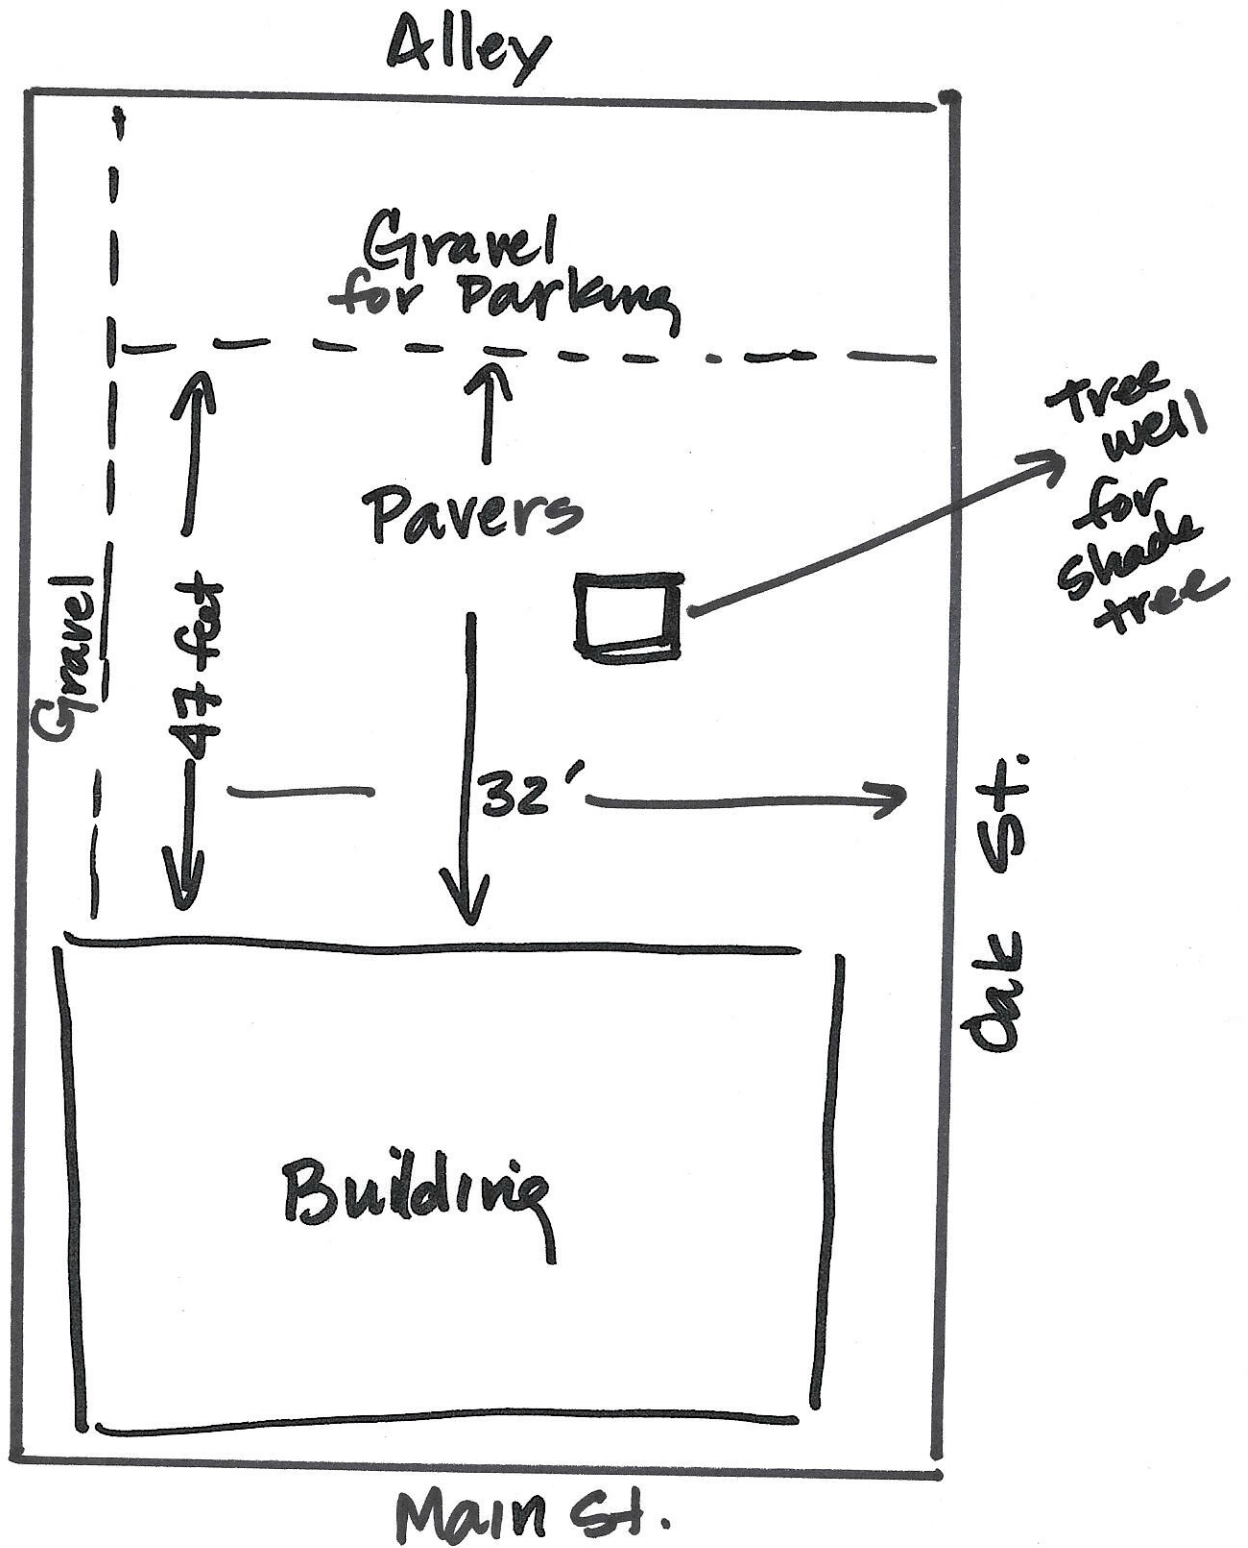 Alley
Gravel
for Parking
tree
well
for
shade
tree
Pavers
Gravel
47 feet
32'
Oak St.
Building
Main St.